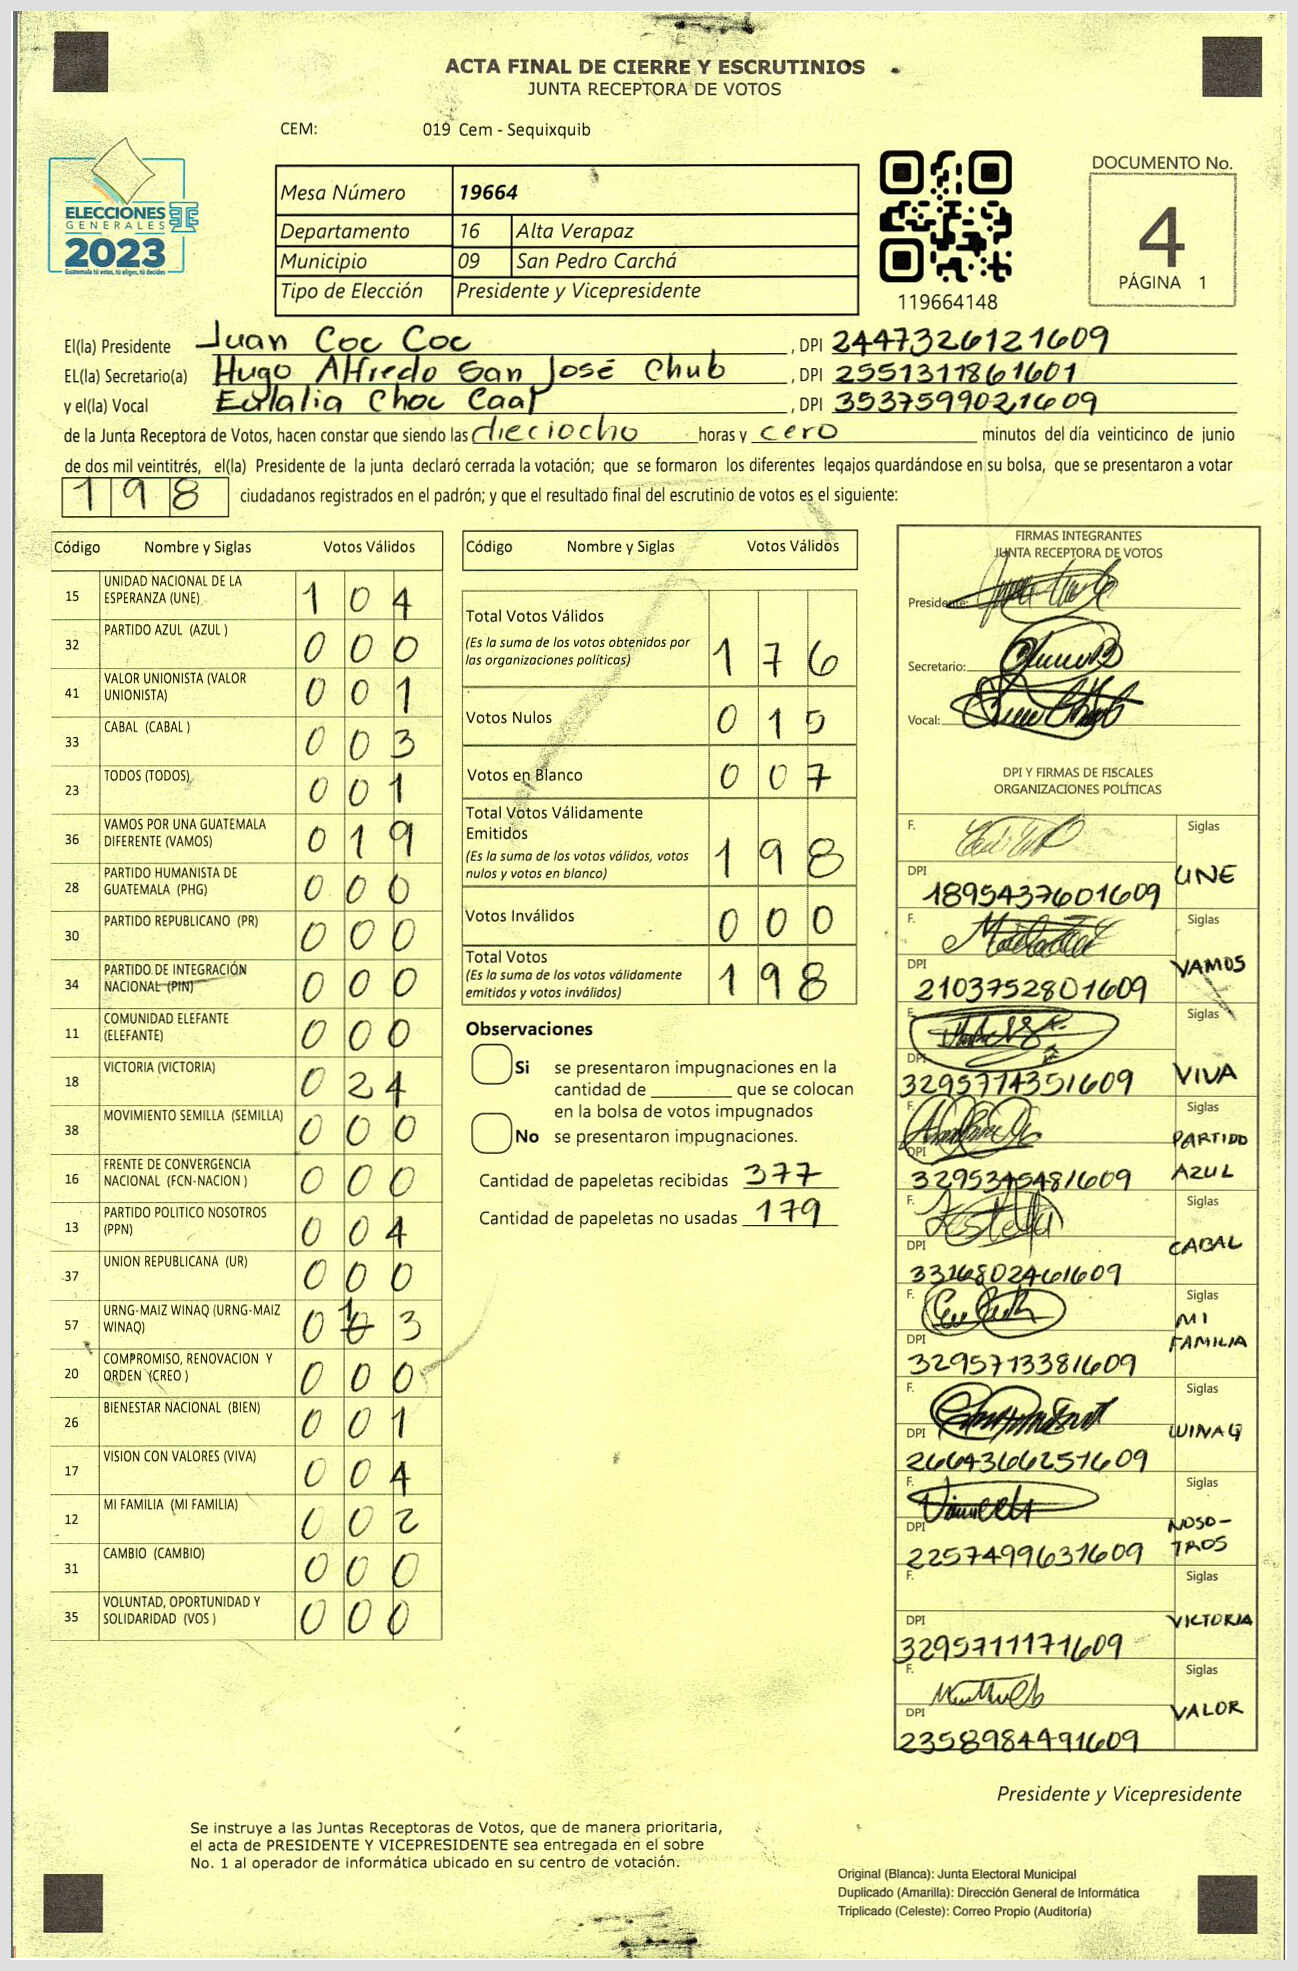 ACTA FINAL DE CIERRE Y ESCRUTINIOS
JUNTA RECEPTORA DE VOTOS
CEM: 019 Cem - Sequixquib
ELECCIONES
GENERALES
2023
Guatemala tú votas, tú eliges, tú decides
Mesa Número 19664
Departamento 16 Alta Verapaz
Municipio 09 San Pedro Carchá
Tipo de Elección Presidente y Vicepresidente
119664148
DOCUMENTO No.
4
PÁGINA 1
El(la) Presidente Juan Coc Coc , DPI 2447326121609
EL(la) Secretario(a) Hugo Alfredo San José Chub , DPI 2551311861601
y el(la) Vocal Eulalia Choc Caal , DPI 3537599021609
de la Junta Receptora de Votos, hacen constar que siendo las dieciocho horas y cero minutos del día veinticinco de junio
de dos mil veintitrés, el(la) Presidente de la junta declaró cerrada la votación; que se formaron los diferentes legajos quardándose en su bolsa, que se presentaron a votar
198 ciudadanos registrados en el padrón; y que el resultado final del escrutinio de votos es el siguiente:
Código Nombre y Siglas Votos Válidos
15 UNIDAD NACIONAL DE LA ESPERANZA (UNE) 1 0 4
32 PARTIDO AZUL (AZUL ) 0 0 0
41 VALOR UNIONISTA (VALOR UNIONISTA) 0 0 1
33 CABAL (CABAL ) 0 0 3
23 TODOS (TODOS) 0 0 1
36 VAMOS POR UNA GUATEMALA DIFERENTE (VAMOS) 0 1 9
28 PARTIDO HUMANISTA DE GUATEMALA (PHG) 0 0 0
30 PARTIDO REPUBLICANO (PR) 0 0 0
34 PARTIDO DE INTEGRACIÓN NACIONAL (PIN) 0 0 0
11 COMUNIDAD ELEFANTE (ELEFANTE) 0 0 0
18 VICTORIA (VICTORIA) 0 2 4
38 MOVIMIENTO SEMILLA (SEMILLA) 0 0 0
16 FRENTE DE CONVERGENCIA NACIONAL (FCN-NACION ) 0 0 0
13 PARTIDO POLITICO NOSOTROS (PPN) 0 0 4
37 UNION REPUBLICANA (UR) 0 0 0
57 URNG-MAIZ WINAQ (URNG-MAIZ WINAQ) 0 1 3
20 COMPROMISO, RENOVACION Y ORDEN (CREO ) 0 0 0
26 BIENESTAR NACIONAL (BIEN) 0 0 1
17 VISION CON VALORES (VIVA) 0 0 4
12 MI FAMILIA (MI FAMILIA) 0 0 2
31 CAMBIO (CAMBIO) 0 0 0
35 VOLUNTAD, OPORTUNIDAD Y SOLIDARIDAD (VOS ) 0 0 0
Código Nombre y Siglas Votos Válidos
Total Votos Válidos
(Es la suma de los votos obtenidos por
las organizaciones políticas) 1 7 6
Votos Nulos 0 1 5
Votos en Blanco 0 0 7
Total Votos Válidamente
Emitidos
(Es la suma de los votos válidos, votos
nulos y votos en blanco) 1 9 8
Votos Inválidos 0 0 0
Total Votos
(Es la suma de los votos válidamente
emitidos y votos inválidos) 1 9 8
Observaciones
Si se presentaron impugnaciones en la
cantidad de ________ que se colocan
en la bolsa de votos impugnados
No se presentaron impugnaciones.
Cantidad de papeletas recibidas 377
Cantidad de papeletas no usadas 179
FIRMAS INTEGRANTES
JUNTA RECEPTORA DE VOTOS
Presidente:
Secretario:
Vocal:
DPI Y FIRMAS DE FISCALES
ORGANIZACIONES POLÍTICAS
F. Siglas
DPI 1895437601609 UNE
F. Siglas
DPI 2103752801609 VAMOS
F. Siglas
DPI 3295774351609 VIVA
F. Siglas
DPI 3295345481609 PARTIDO AZUL
F. Siglas
DPI 3316802461609 CABAL
F. Siglas
DPI 3295713381609 MI FAMILIA
F. Siglas
DPI 2664366251609 WINAQ
F. Siglas
DPI 2257499631609 NOSO-TROS
F. Siglas
DPI 3295711171609 VICTORIA
F. Siglas
DPI 2358984491609 VALOR
Presidente y Vicepresidente
Se instruye a las Juntas Receptoras de Votos, que de manera prioritaria,
el acta de PRESIDENTE Y VICEPRESIDENTE sea entregada en el sobre
No. 1 al operador de informática ubicado en su centro de votación.
Original (Blanca): Junta Electoral Municipal
Duplicado (Amarilla): Dirección General de Informática
Triplicado (Celeste): Correo Propio (Auditoría)